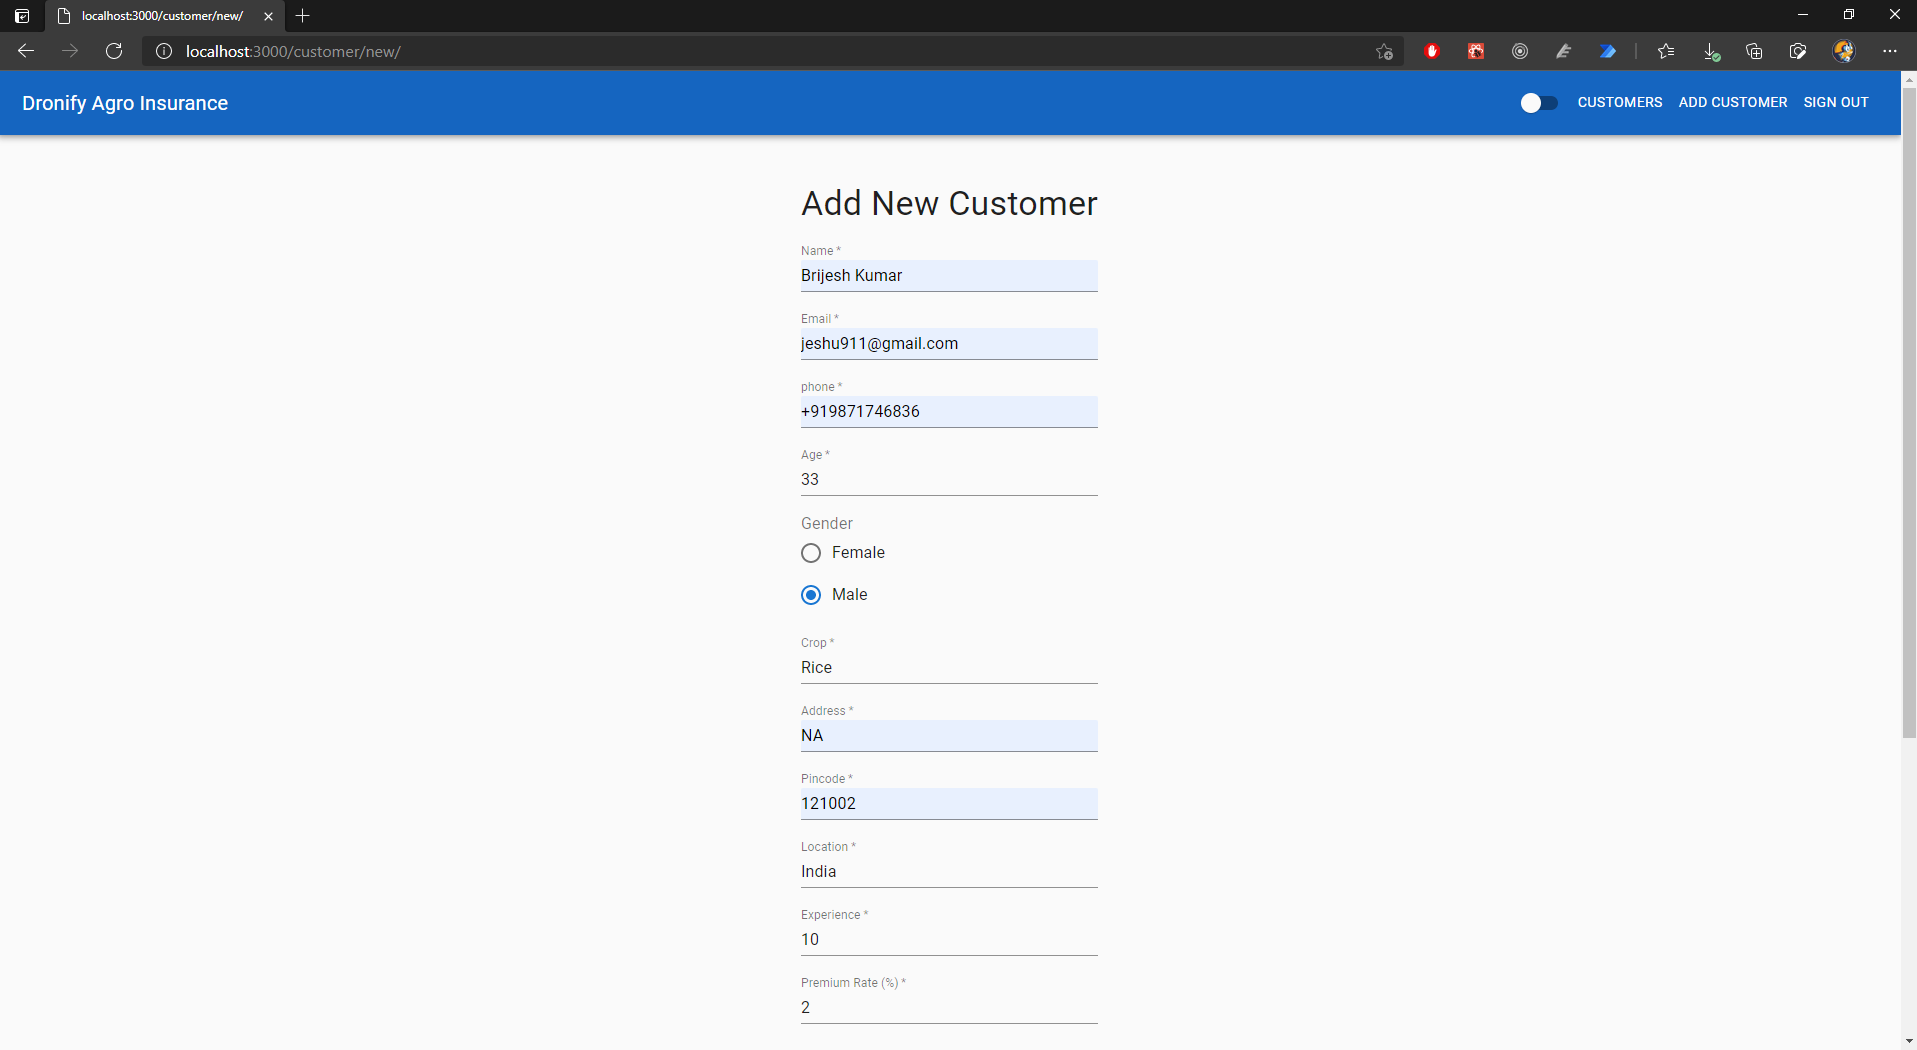 localhost:3000/customer/new/
localhost:3000/customer/new/
Dronify Agro Insurance
CUSTOMERS ADD CUSTOMER SIGN OUT
Add New Customer
Name *
Brijesh Kumar
Email *
jeshu911@gmail.com
phone *
+919871746836
Age *
33
Gender
Female
Male
Crop *
Rice
Address *
NA
Pincode *
121002
Location *
India
Experience *
10
Premium Rate (%) *
2